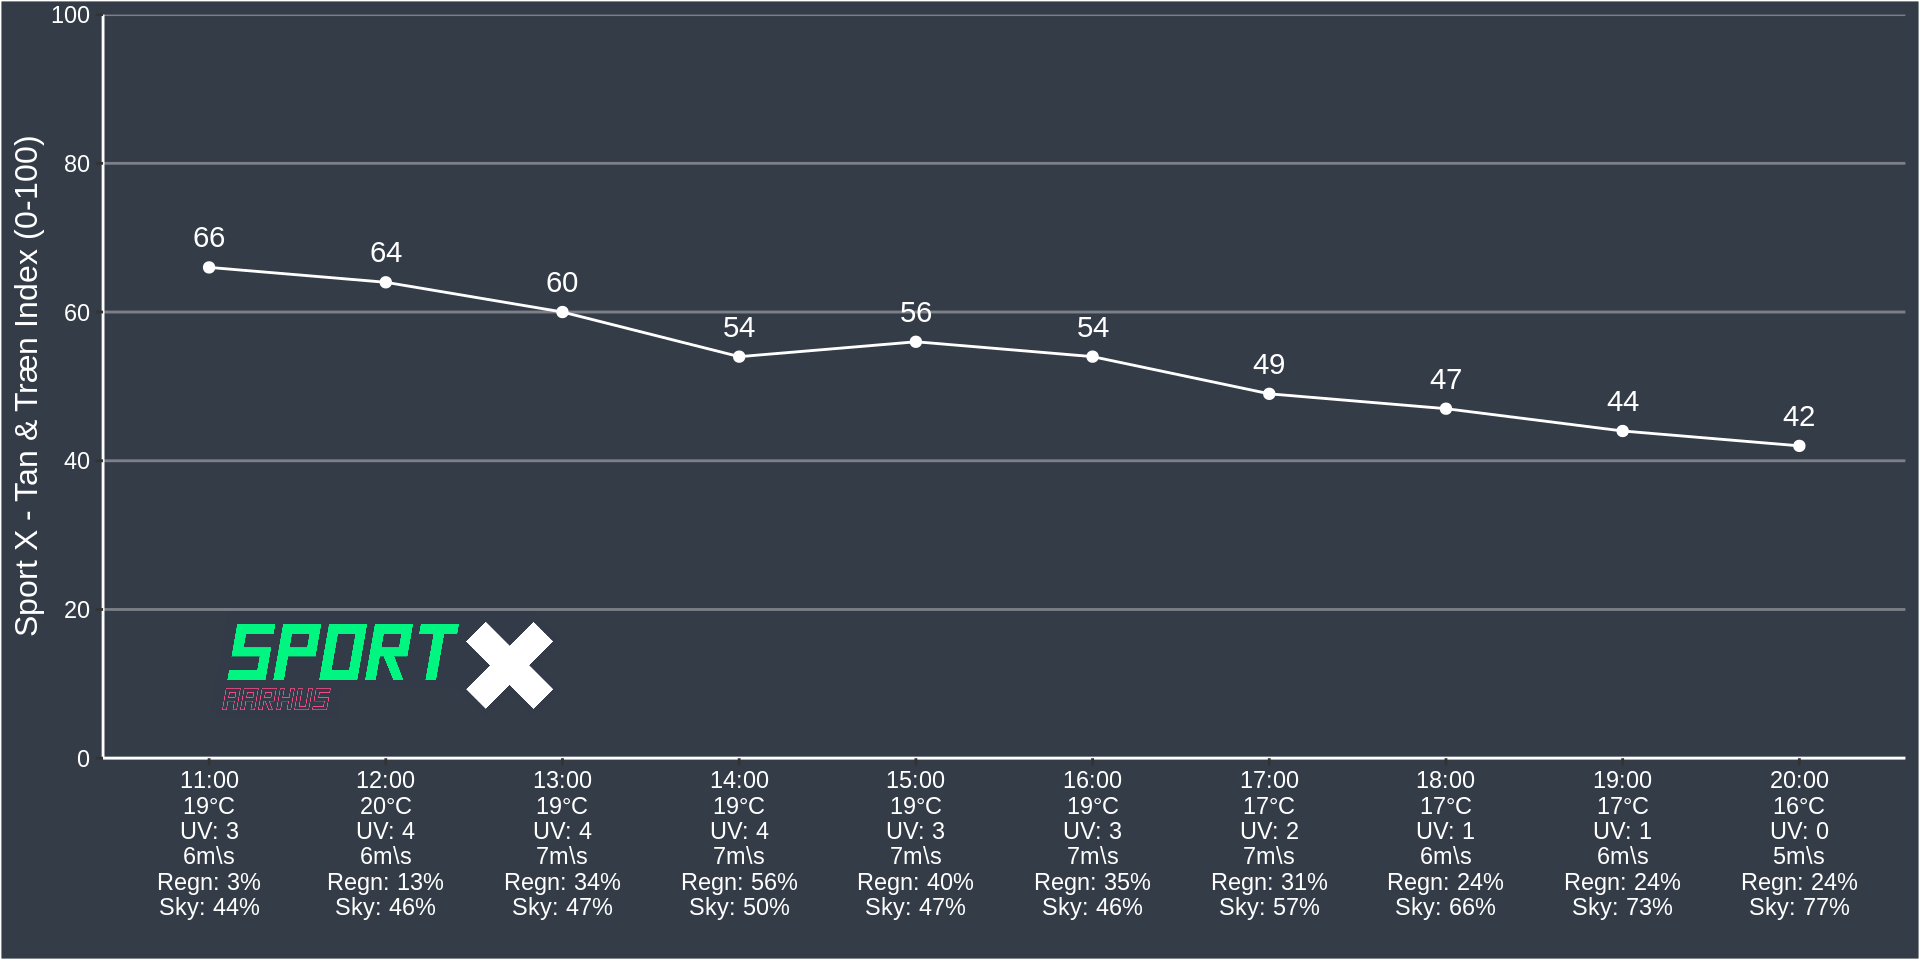 Sport X - Tan & Træn Index (0-100)
100
80
60
40
20
0
66
64
60
54
56
54
49
47
44
42
SPORT X
AARHUS
11:00
19°C
UV: 3
6m\s
Regn: 3%
Sky: 44%
12:00
20°C
UV: 4
6m\s
Regn: 13%
Sky: 46%
13:00
19°C
UV: 4
7m\s
Regn: 34%
Sky: 47%
14:00
19°C
UV: 4
7m\s
Regn: 56%
Sky: 50%
15:00
19°C
UV: 3
7m\s
Regn: 40%
Sky: 47%
16:00
19°C
UV: 3
7m\s
Regn: 35%
Sky: 46%
17:00
17°C
UV: 2
7m\s
Regn: 31%
Sky: 57%
18:00
17°C
UV: 1
6m\s
Regn: 24%
Sky: 66%
19:00
17°C
UV: 1
6m\s
Regn: 24%
Sky: 73%
20:00
16°C
UV: 0
5m\s
Regn: 24%
Sky: 77%